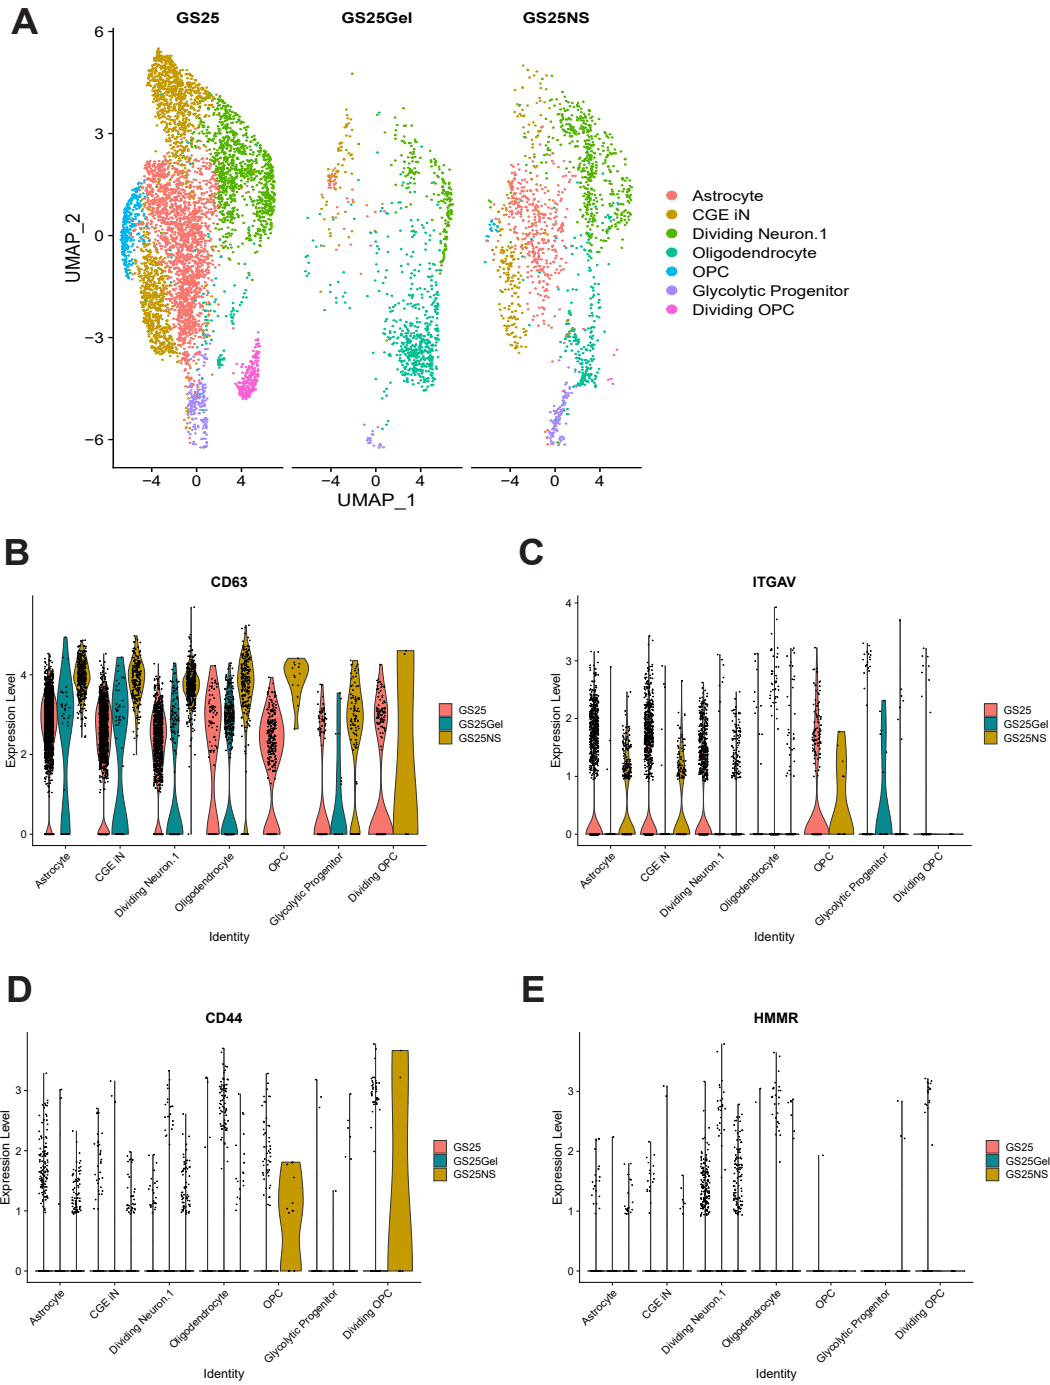 A
GS25
GS25Gel
GS25NS
6
3
0
−3
−6
UMAP_2
−4
0
4
−4
0
4
−4
0
4
UMAP_1
Astrocyte
CGE iN
Dividing Neuron.1
Oligodendrocyte
OPC
Glycolytic Progenitor
Dividing OPC
B
CD63
Expression Level
4
2
0
Astrocyte
CGE iN
Dividing Neuron.1
Oligodendrocyte
OPC
Glycolytic Progenitor
Dividing OPC
Identity
GS25
GS25Gel
GS25NS
C
ITGAV
Expression Level
4
3
2
1
0
Astrocyte
CGE iN
Dividing Neuron.1
Oligodendrocyte
OPC
Glycolytic Progenitor
Dividing OPC
Identity
GS25
GS25Gel
GS25NS
D
CD44
Expression Level
3
2
1
0
Astrocyte
CGE iN
Dividing Neuron.1
Oligodendrocyte
OPC
Glycolytic Progenitor
Dividing OPC
Identity
GS25
GS25Gel
GS25NS
E
HMMR
Expression Level
3
2
1
0
Astrocyte
CGE iN
Dividing Neuron.1
Oligodendrocyte
OPC
Glycolytic Progenitor
Dividing OPC
Identity
GS25
GS25Gel
GS25NS